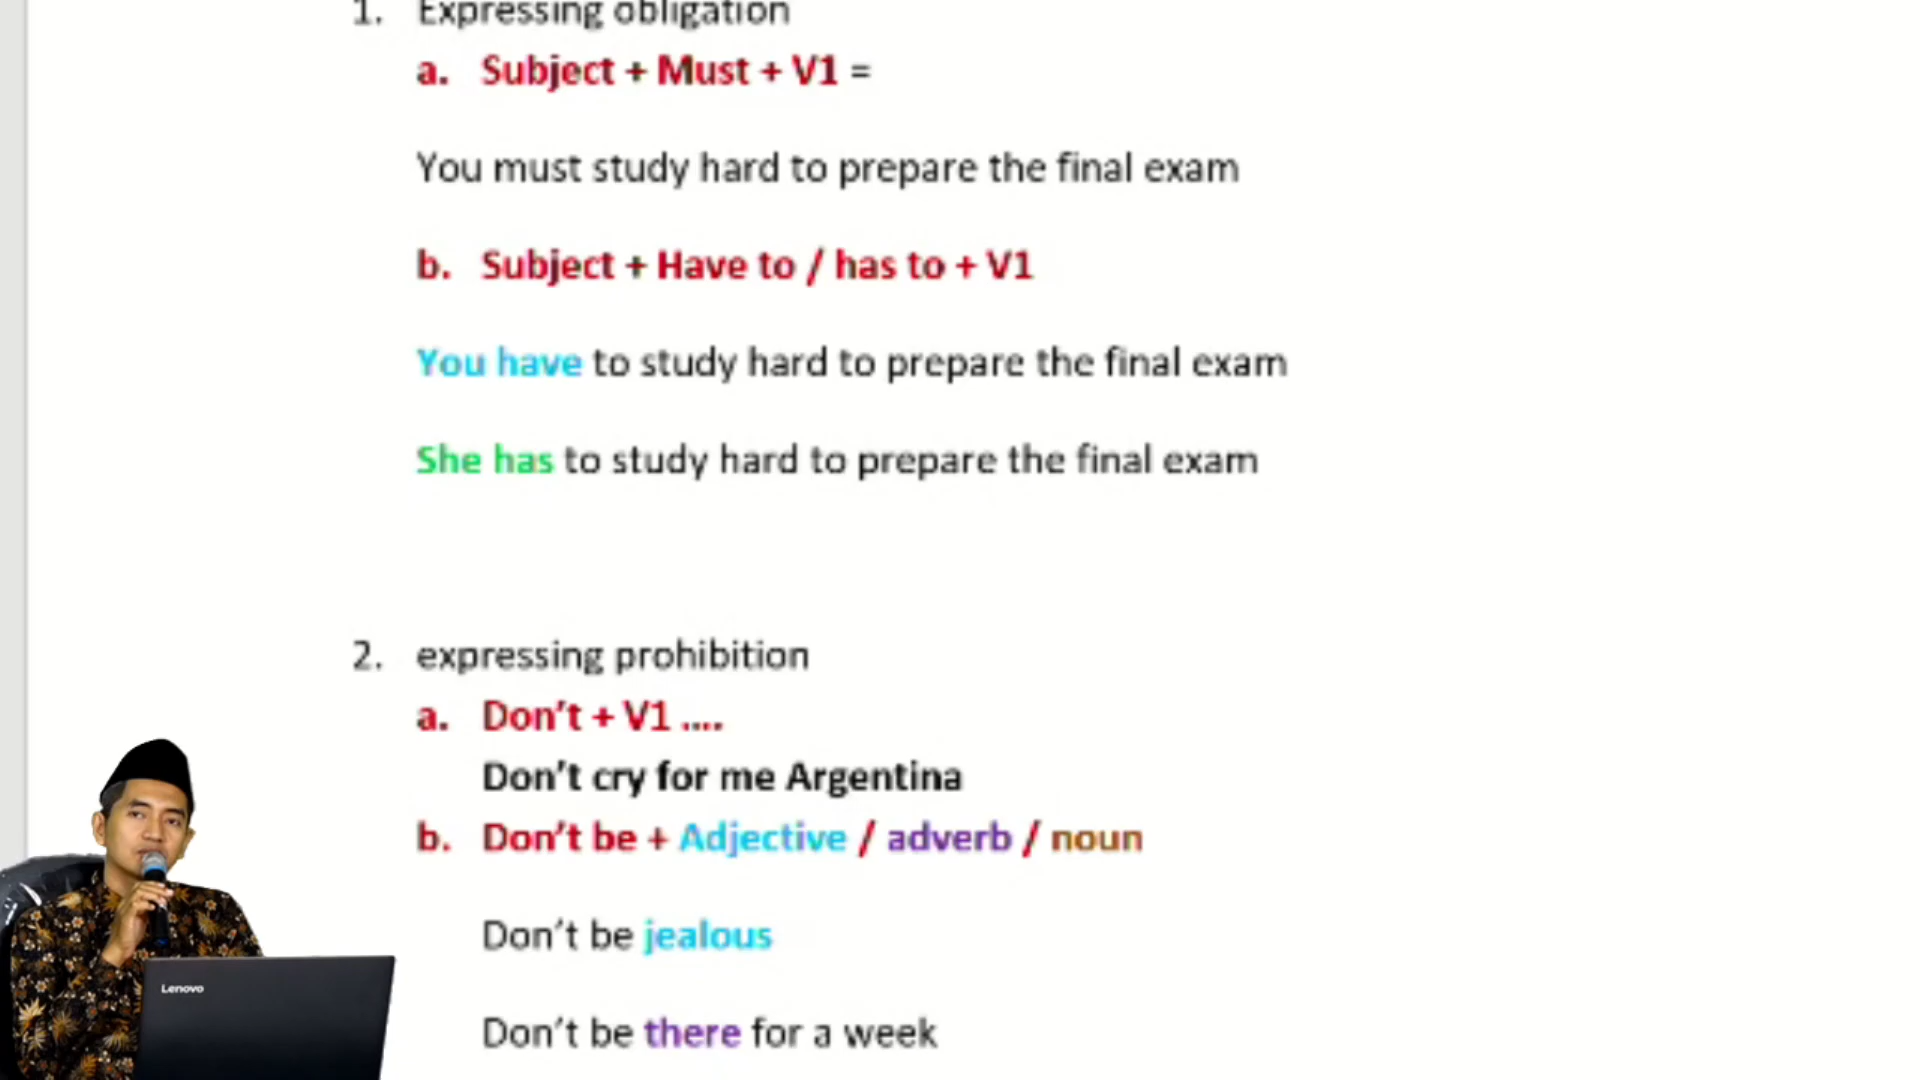 1. Expressing obligation
a. Subject + Must + V1 =
You must study hard to prepare the final exam
b. Subject + Have to / has to + V1
You have to study hard to prepare the final exam
She has to study hard to prepare the final exam
2. expressing prohibition
a. Don't + V1 ....
Don't cry for me Argentina
b. Don't be + Adjective / adverb / noun
Don't be jealous
Don't be there for a week
Lenovo